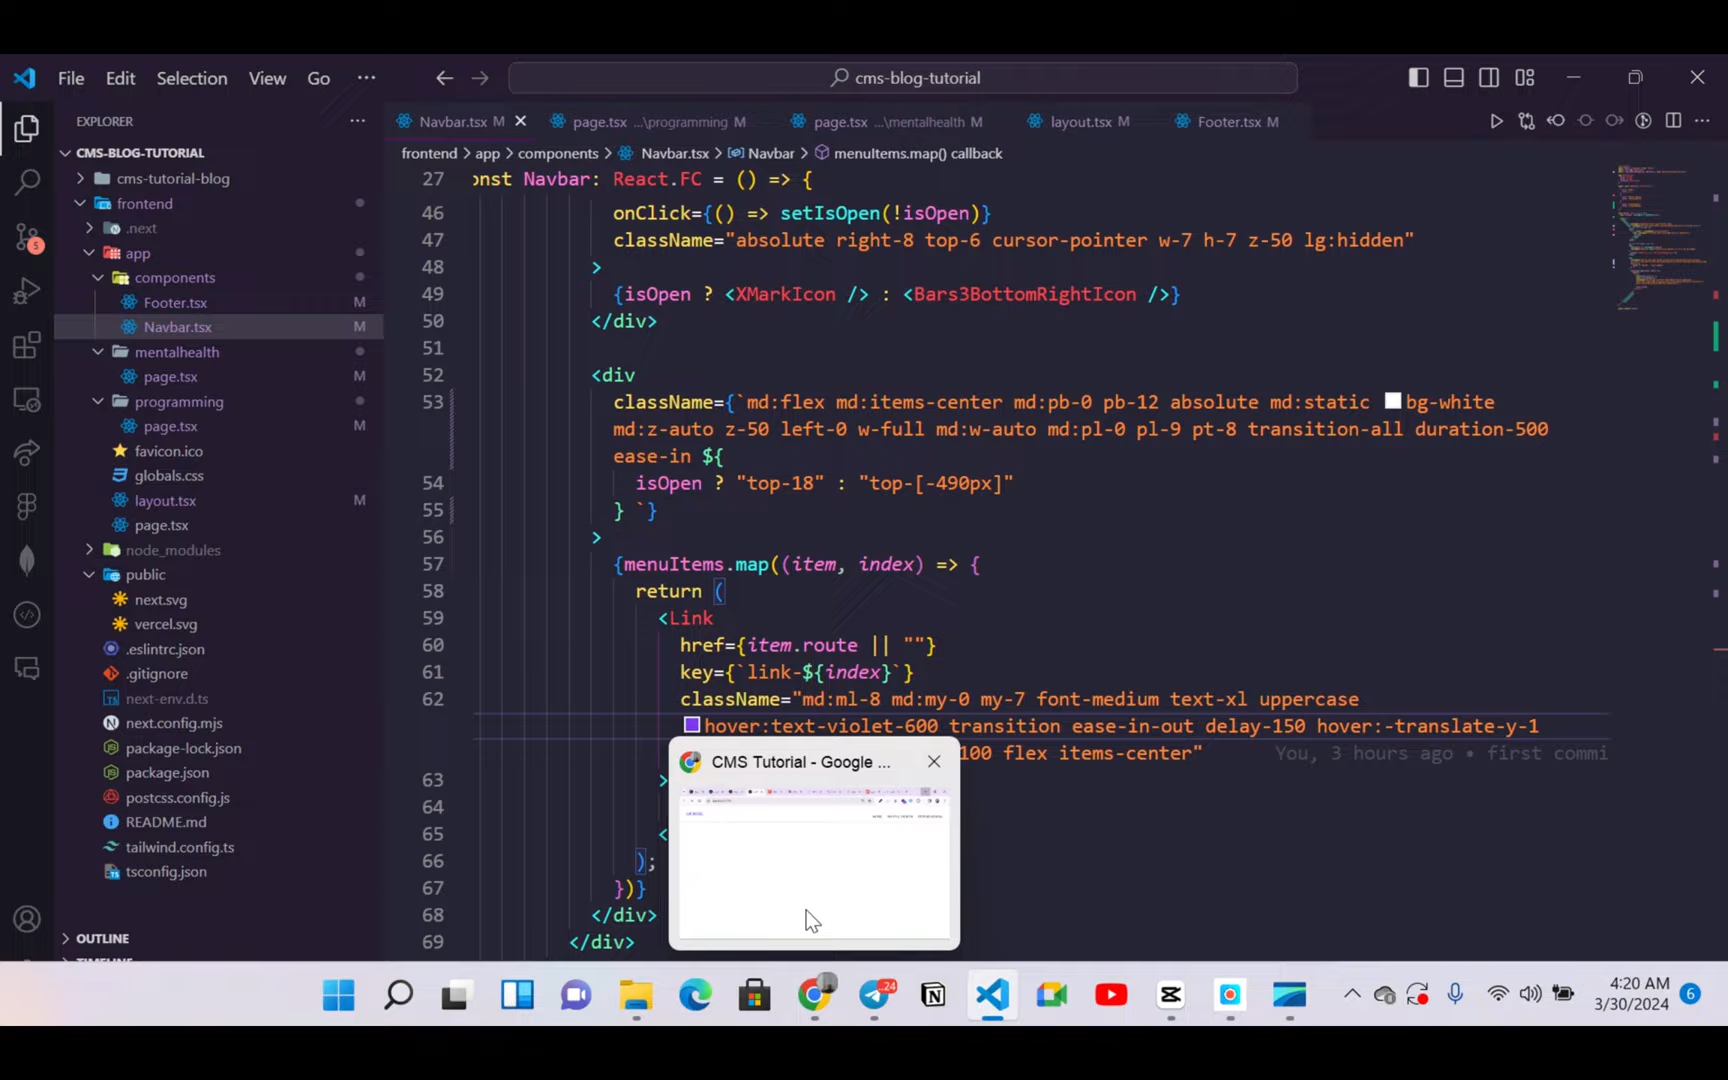 File Edit Selection View Go ··· cms-blog-tutorial
EXPLORER ···
Navbar.tsx M page.tsx ...\programming M page.tsx ...\mentalhealth M layout.tsx M Footer.tsx M
frontend > app > components > Navbar.tsx > Navbar > menuItems.map() callback
CMS-BLOG-TUTORIAL
cms-tutorial-blog
frontend
.next
app
components
Footer.tsx M
Navbar.tsx M
mentalhealth
page.tsx M
programming
page.tsx M
favicon.ico
globals.css
layout.tsx M
page.tsx
node_modules
public
next.svg
vercel.svg
.eslintrc.json
.gitignore
next-env.d.ts
next.config.mjs
package-lock.json
package.json
postcss.config.js
README.md
tailwind.config.ts
tsconfig.json
OUTLINE
TIMELINE
5
27 onst Navbar: React.FC = () => {
46 onClick={() => setIsOpen(!isOpen)}
47 className="absolute right-8 top-6 cursor-pointer w-7 h-7 z-50 lg:hidden"
48 >
49 {isOpen ? <XMarkIcon /> : <Bars3BottomRightIcon />}
50 </div>
51
52 <div
53 className={`md:flex md:items-center md:pb-0 pb-12 absolute md:static bg-white
md:z-auto z-50 left-0 w-full md:w-auto md:pl-0 pl-9 pt-8 transition-all duration-500
ease-in ${
54 isOpen ? "top-18" : "top-[-490px]"
55 } `}
56 >
57 {menuItems.map((item, index) => {
58 return (
59 <Link
60 href={item.route || ""}
61 key={`link-${index}`}
62 className="md:ml-8 md:my-0 my-7 font-medium text-xl uppercase
hover:text-violet-600 transition ease-in-out delay-150 hover:-translate-y-1
100 flex items-center" You, 3 hours ago • first commi
63 >
64
65 <
66 );
67 })}
68 </div>
69 </div>
CMS Tutorial - Google ...
24
4:20 AM
3/30/2024
6